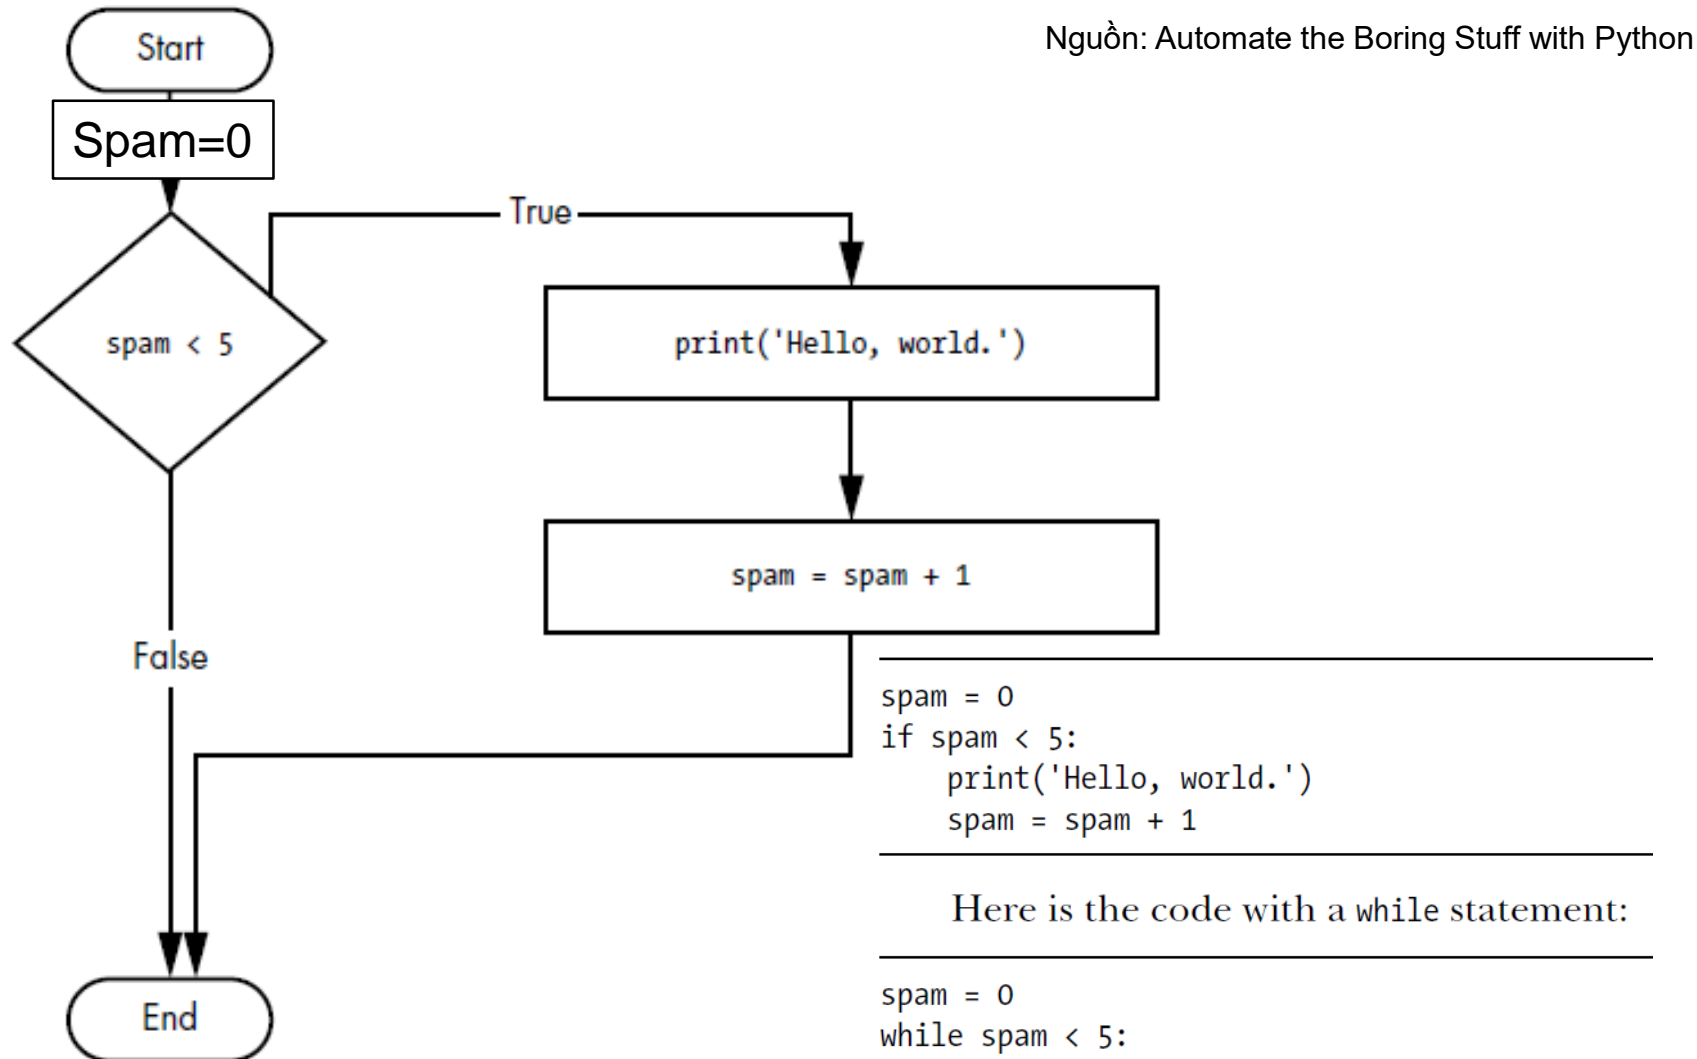 Nguồn: Automate the Boring Stuff with Python
Start
Spam=0
True
spam < 5
print('Hello, world.')
spam = spam + 1
False
spam = 0
if spam < 5:
    print('Hello, world.')
    spam = spam + 1
Here is the code with a while statement:
spam = 0
while spam < 5:
End